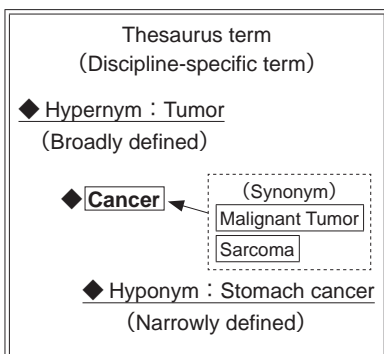 Thesaurus term
(Discipline-specific term)
◆ Hypernym：Tumor
(Broadly defined)
◆ Cancer
(Synonym)
Malignant Tumor
Sarcoma
◆ Hyponym：Stomach cancer
(Narrowly defined)